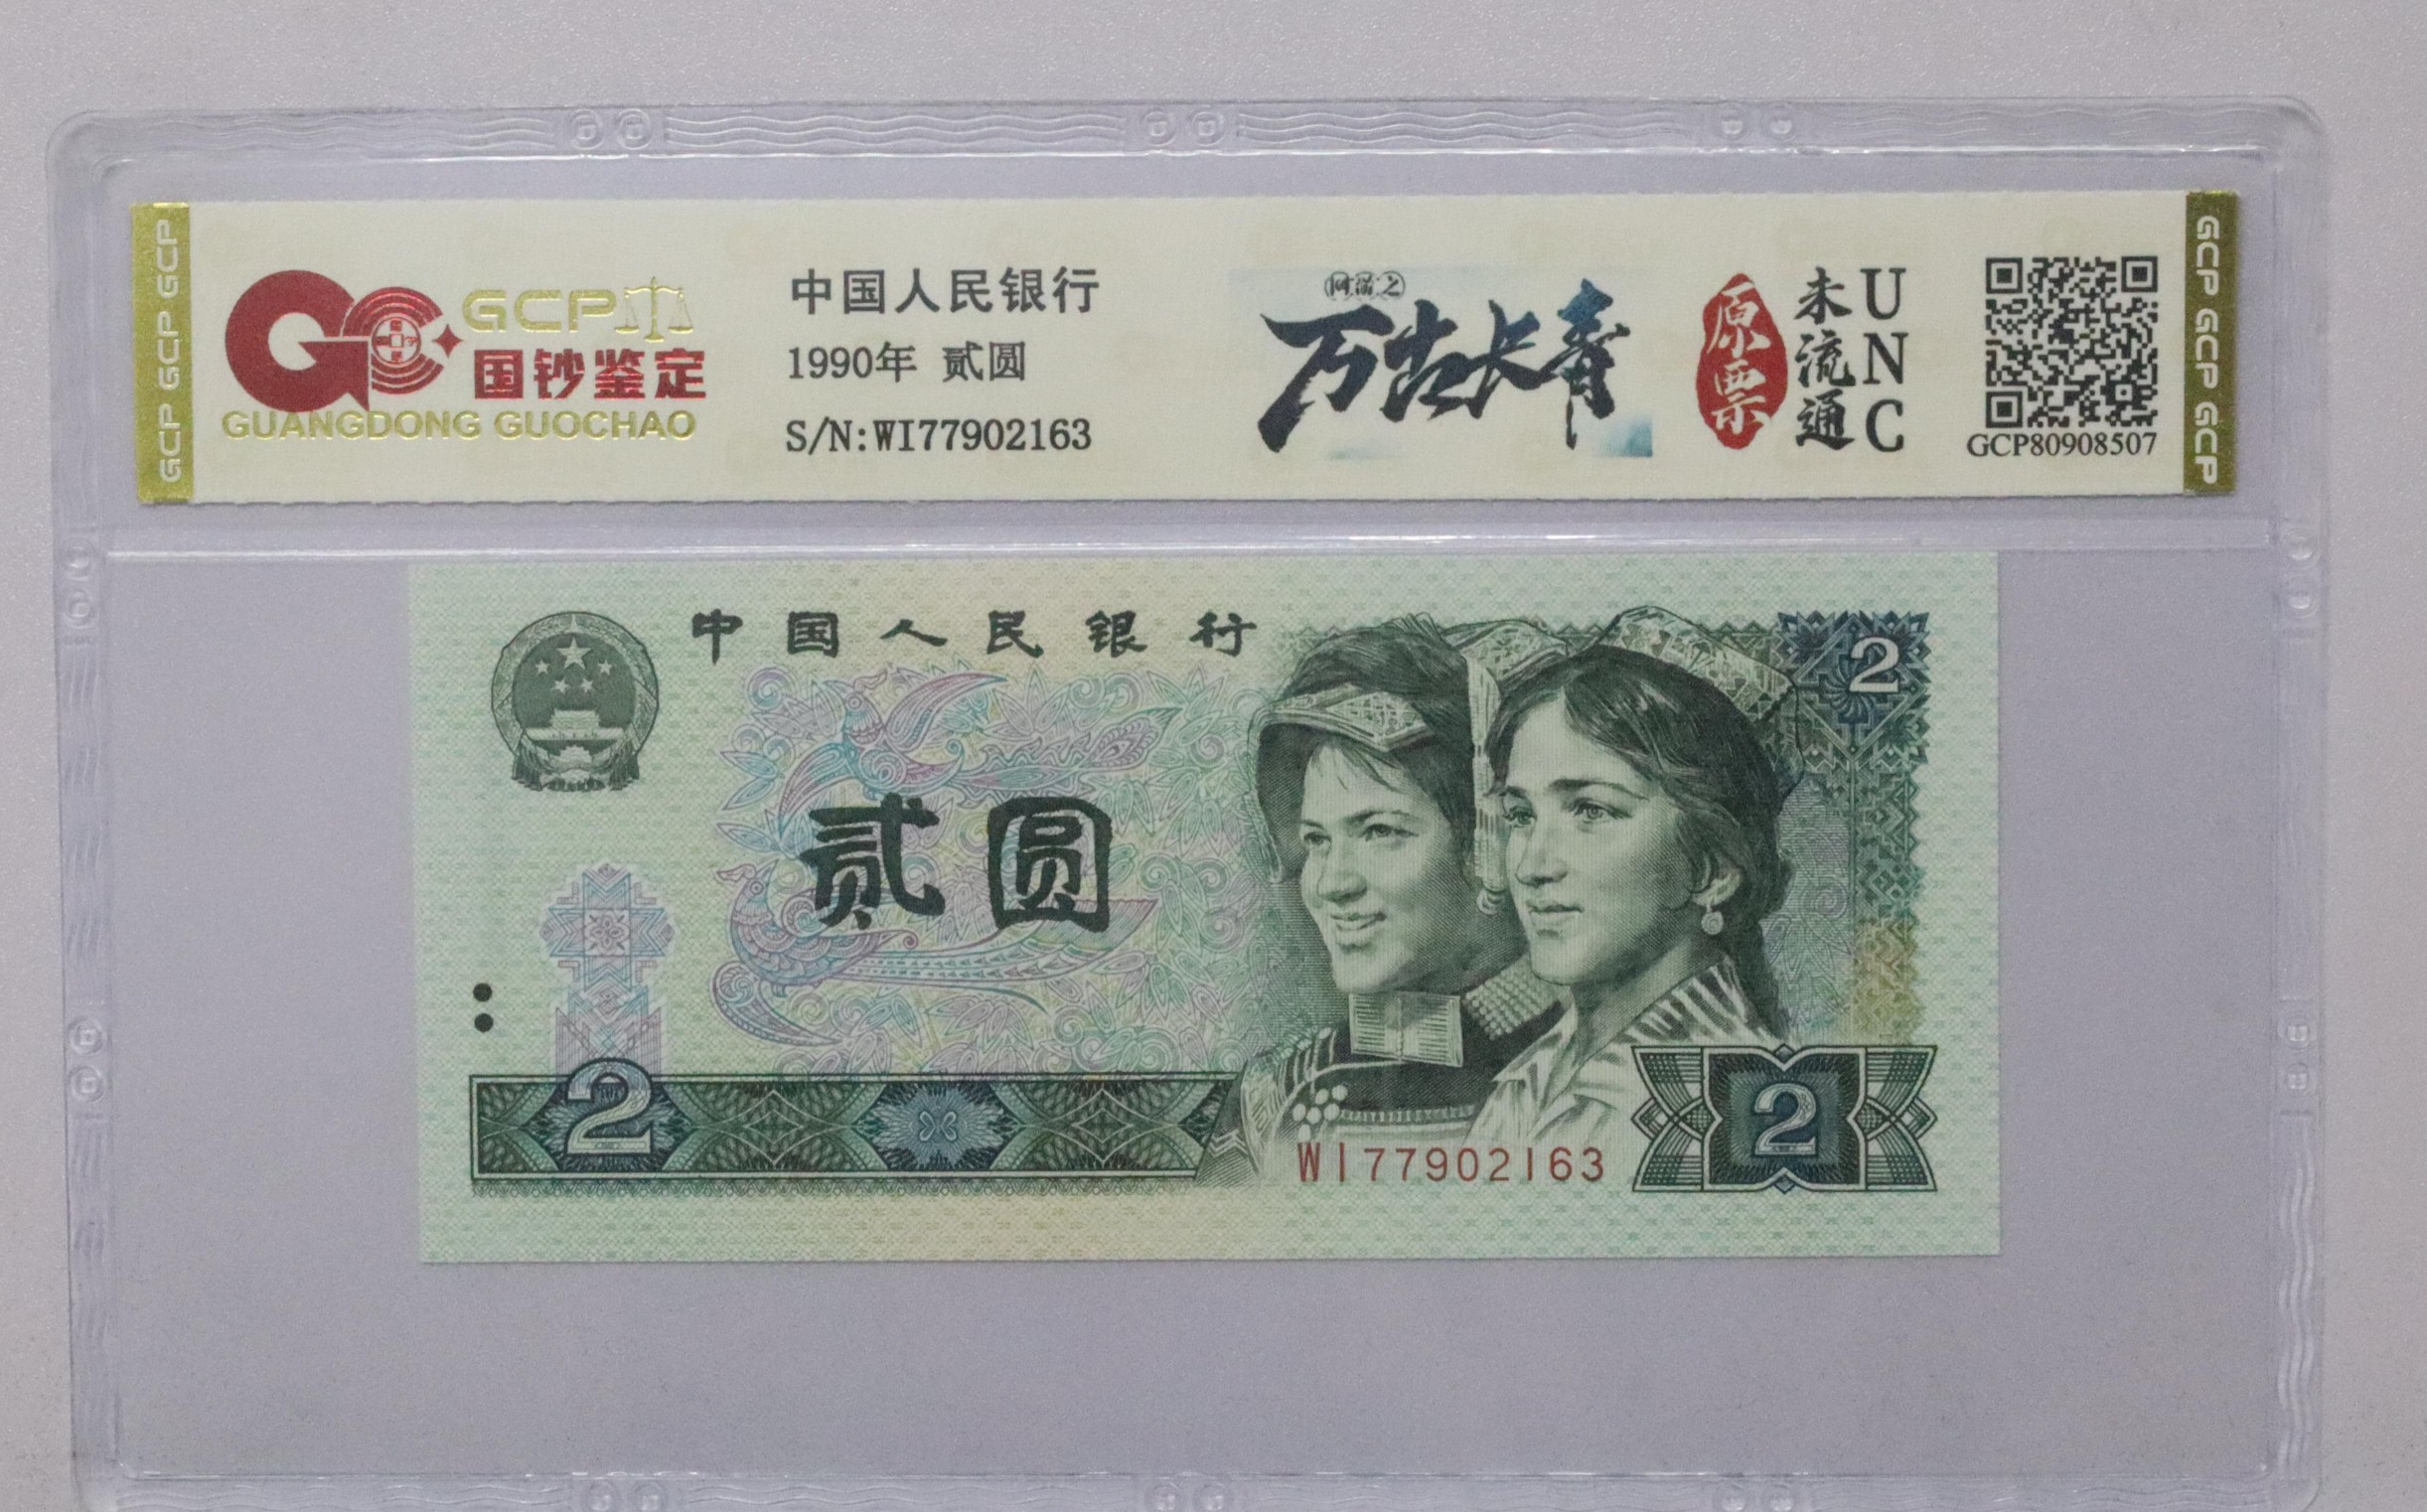 GCP GCP GCP
GCP
国钞鉴定
GUANGDONG GUOCHAO
中国人民银行
1990年 贰圆
S/N:WI77902163
万古长青
原票
未流通
UNC
GCP80908507
GCP GCP GCP
中国人民银行
2
贰圆
2
WI77902163
2